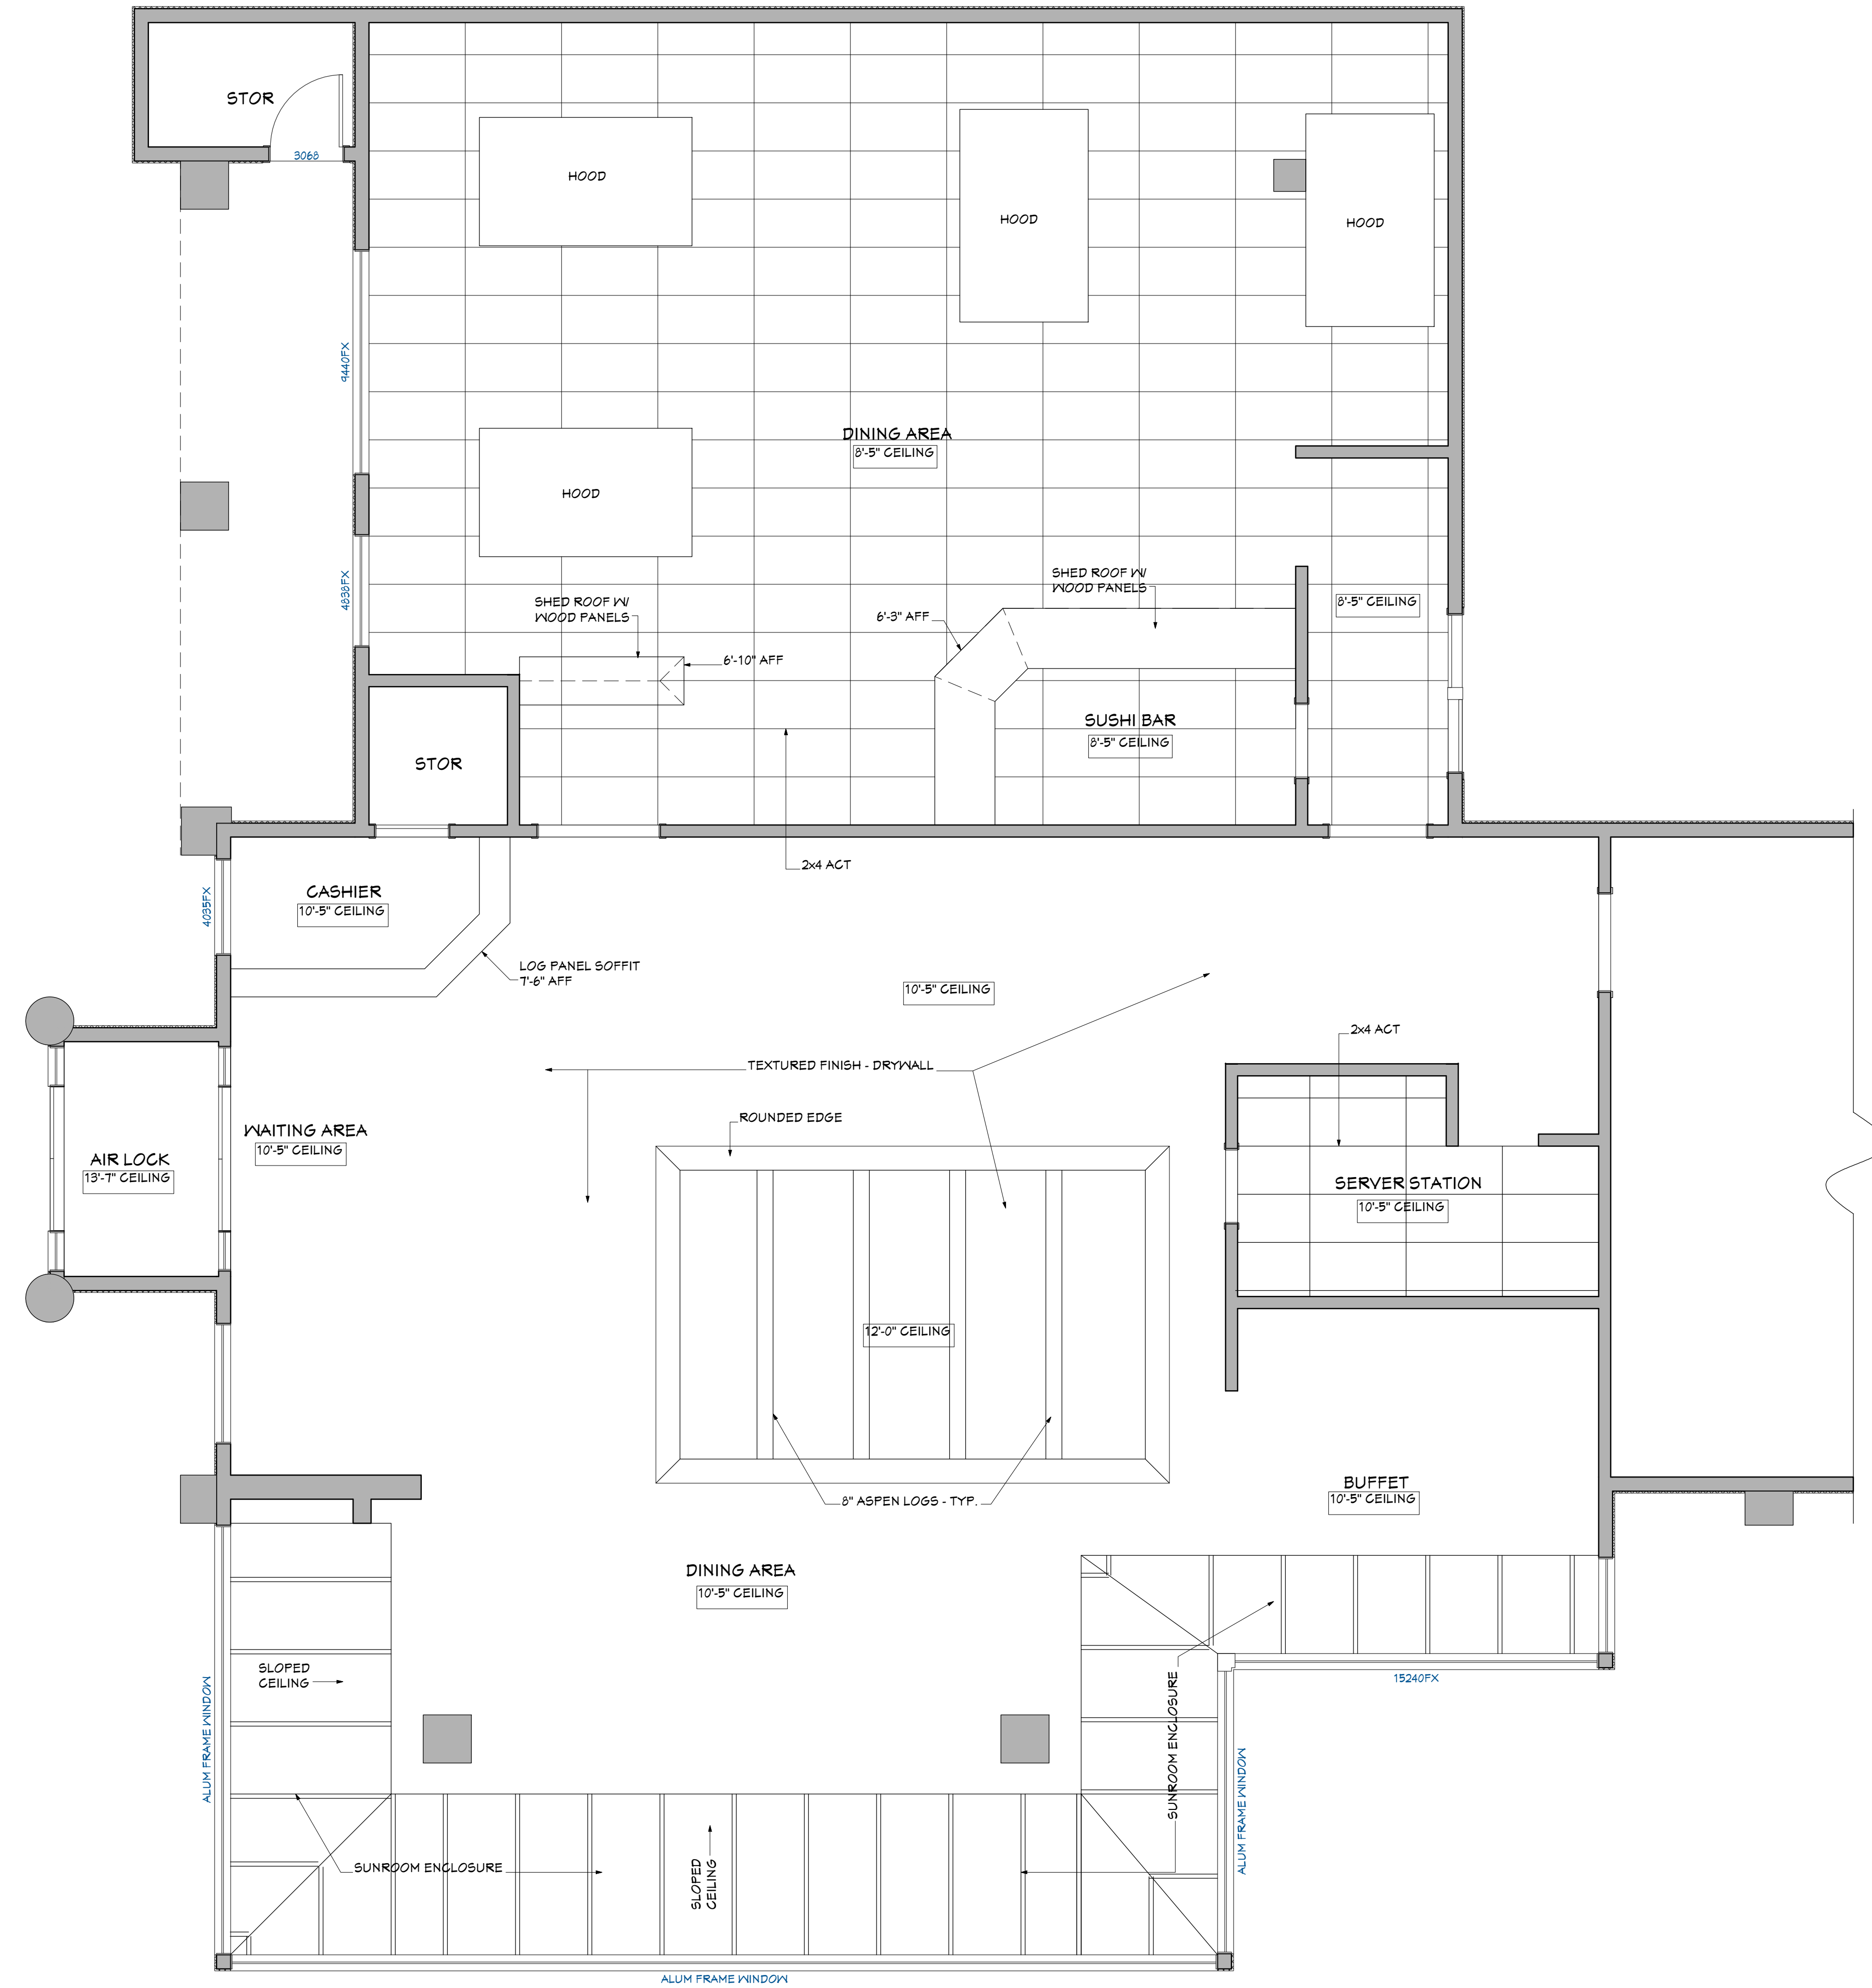 STOR
3068
HOOD
HOOD
HOOD
9440FX
DINING AREA
8'-5" CEILING
HOOD
4838FX
SHED ROOF W/
WOOD PANELS
SHED ROOF W/
WOOD PANELS
8'-5" CEILING
6'-3" AFF
6'-10" AFF
SUSHI BAR
8'-5" CEILING
STOR
2x4 ACT
CASHIER
10'-5" CEILING
4035FX
LOG PANEL SOFFIT
7'-6" AFF
10'-5" CEILING
2x4 ACT
TEXTURED FINISH - DRYWALL
ROUNDED EDGE
WAITING AREA
10'-5" CEILING
AIR LOCK
13'-7" CEILING
SERVER STATION
10'-5" CEILING
12'-0" CEILING
BUFFET
10'-5" CEILING
8" ASPEN LOGS - TYP.
DINING AREA
10'-5" CEILING
SLOPED
CEILING
ALUM FRAME WINDOW
SUNROOM ENCLOSURE
15240FX
ALUM FRAME WINDOW
SUNROOM ENCLOSURE
SLOPED
CEILING
ALUM FRAME WINDOW